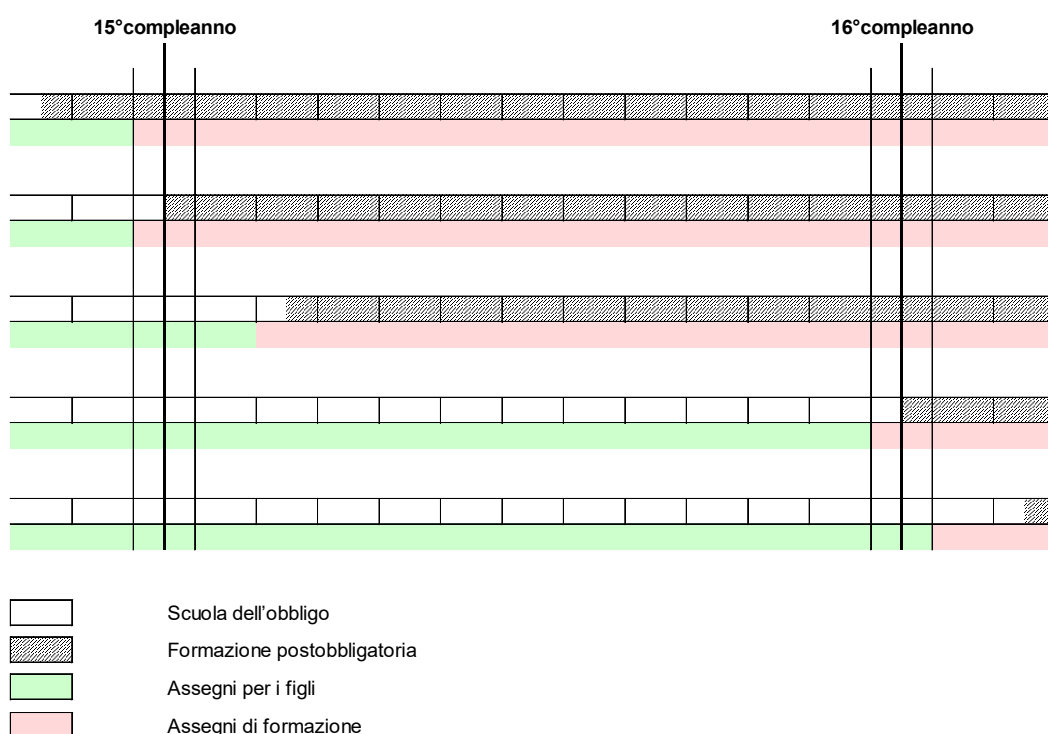 15°compleanno 16°compleanno
Scuola dell'obbligo
Formazione postobbligatoria
Assegni per i figli
Assegni di formazione